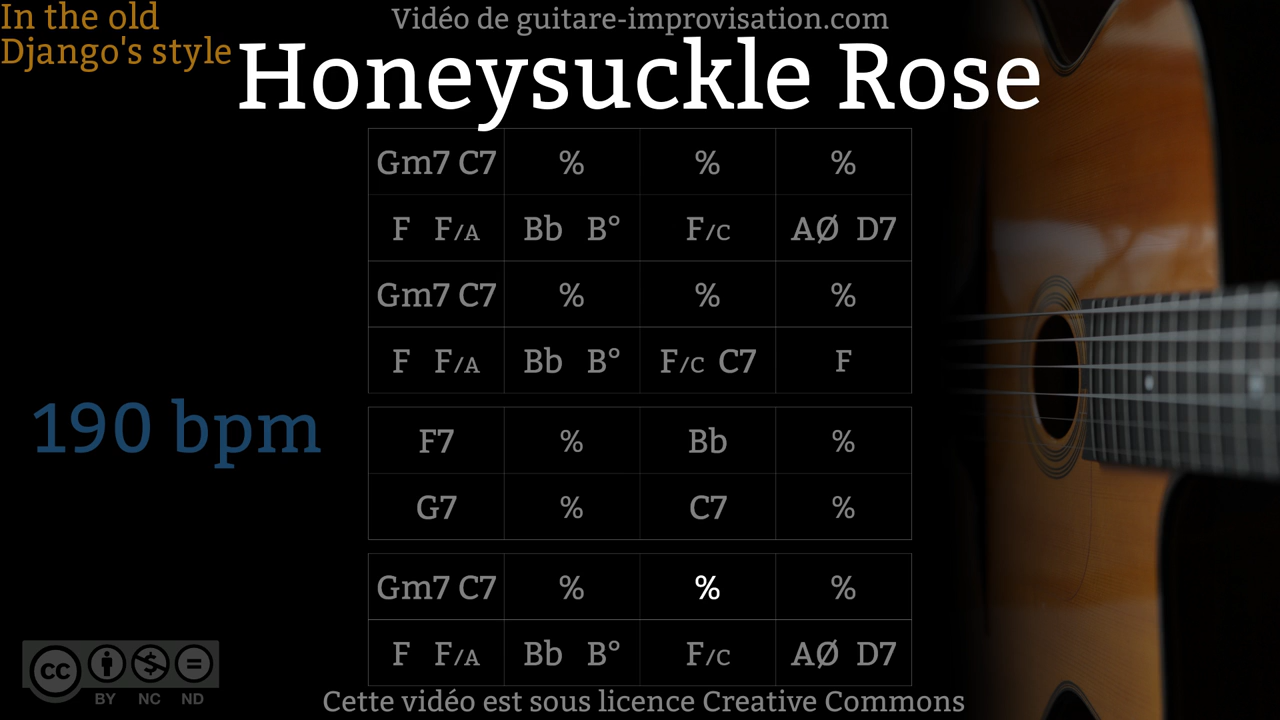 In the old
Django's style
Vidéo de guitare-improvisation.com
Honeysuckle Rose
Gm7 C7 % % %
F F/A Bb B° F/C AØ D7
Gm7 C7 % % %
F F/A Bb B° F/C C7 F
190 bpm
F7 % Bb %
G7 % C7 %
Gm7 C7 % % %
F F/A Bb B° F/C AØ D7
cc
BY NC ND
Cette vidéo est sous licence Creative Commons